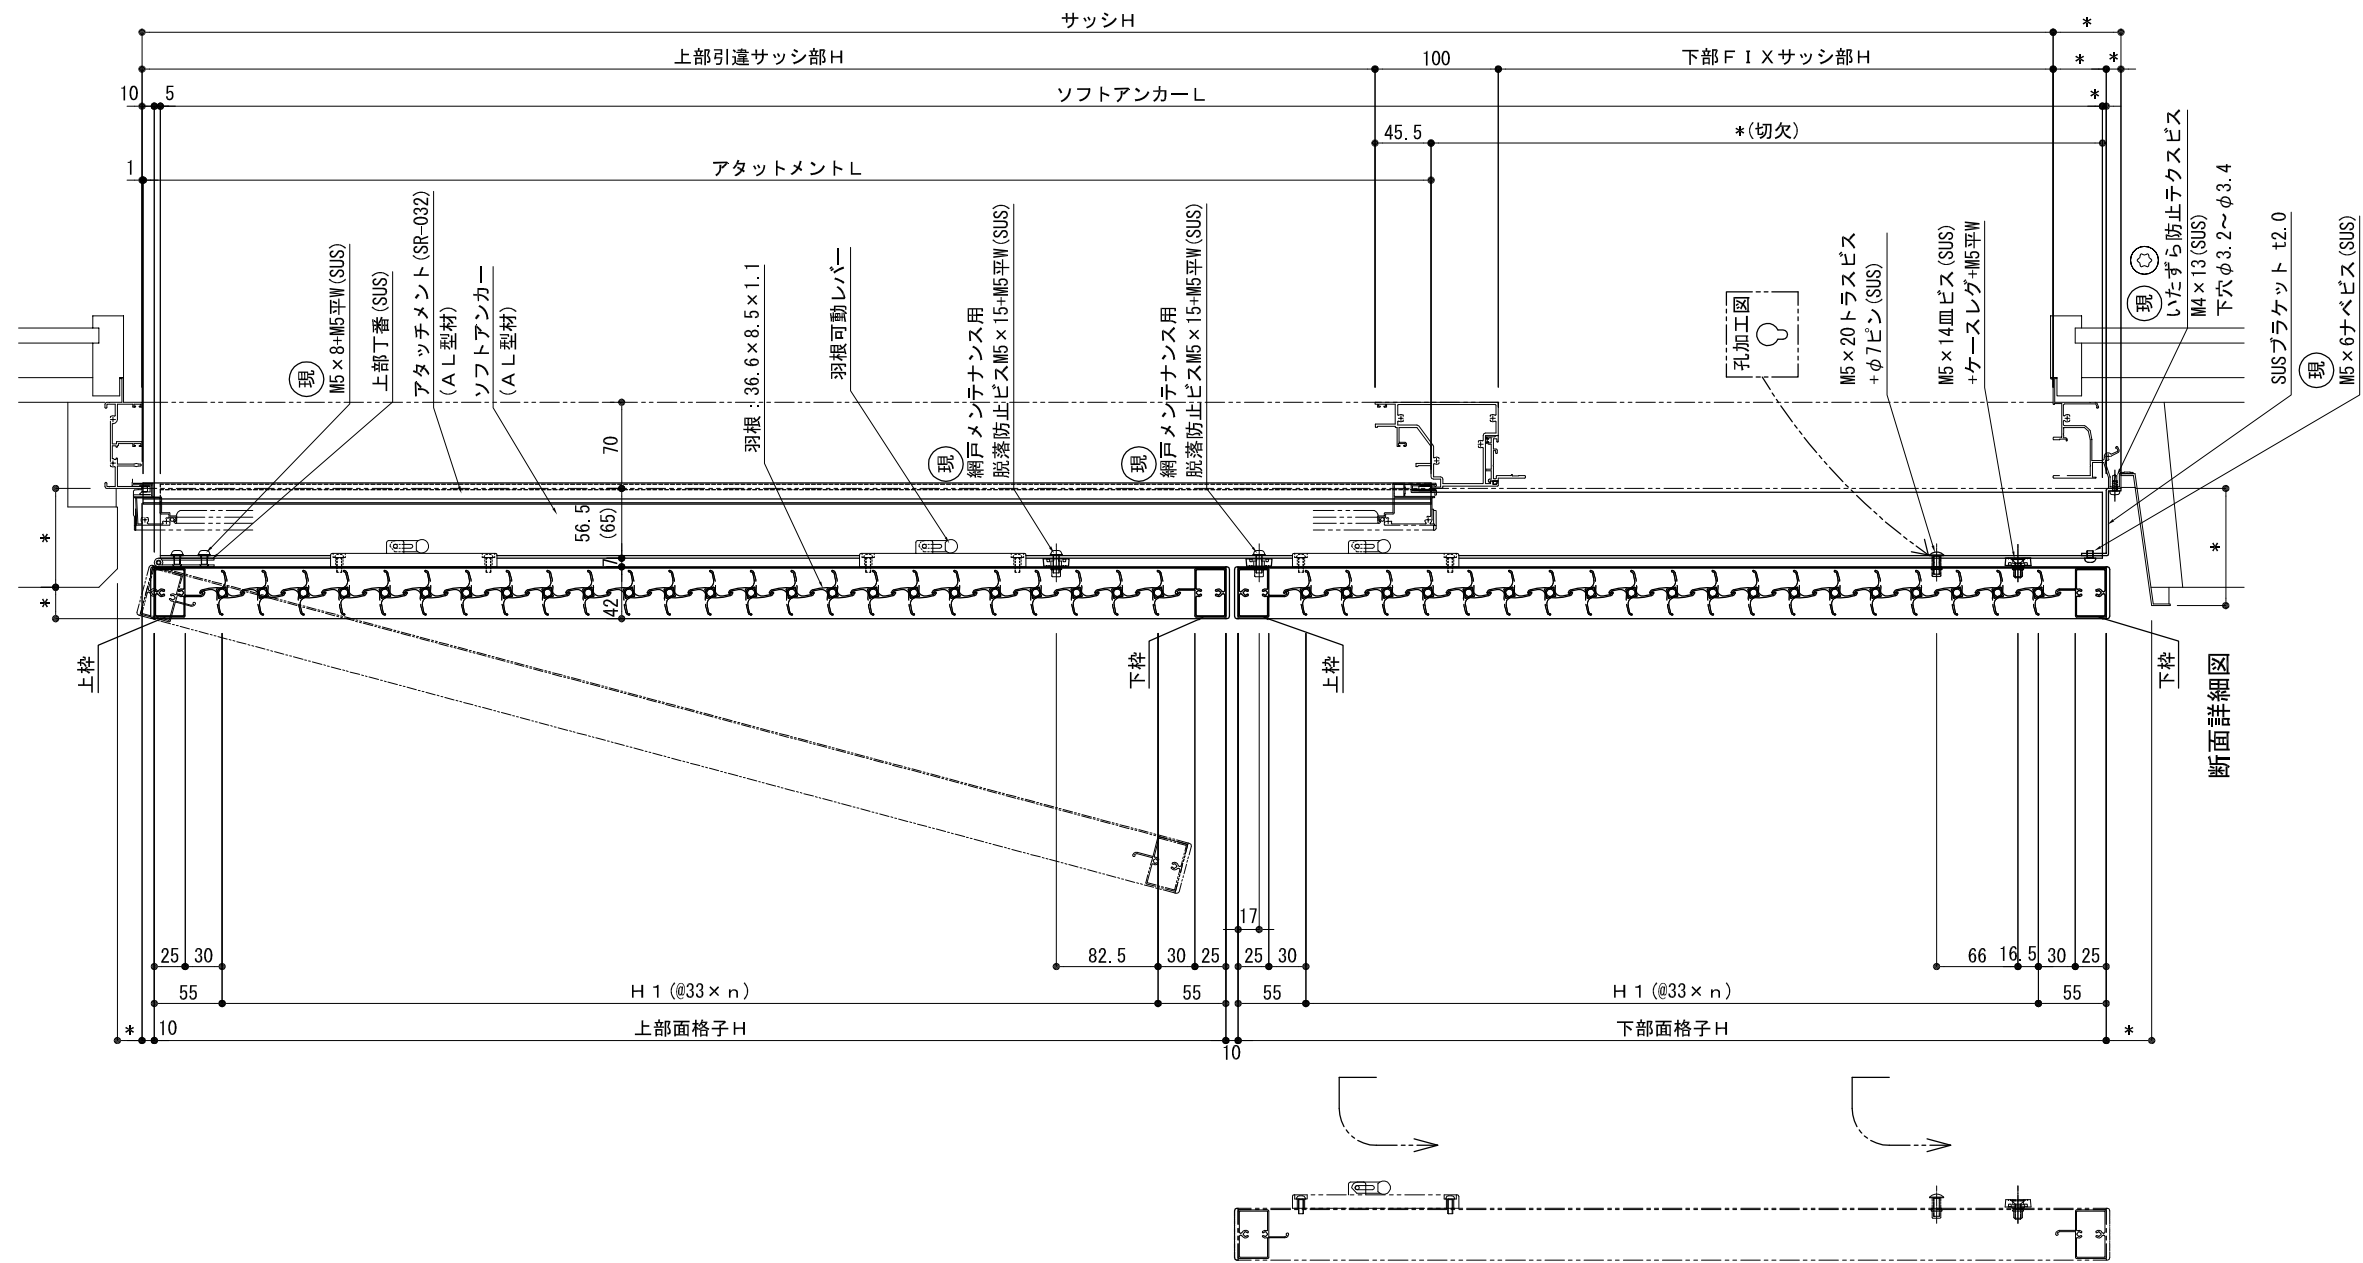 サッシH
*
上部引違サッシ部H
100
下部FIXサッシ部H
*
*
10
5
ソフトアンカーL
*
45.5
*(切欠)
1
アタットメントL
現
M5×8+M5平W(SUS)
上部丁番(SUS)
アタッチメント(SR-032)
(AL型材)
ソフトアンカー
(AL型材)
羽根:36.6×8.5×1.1
羽根可動レバー
現
網戸メンテナンス用
脱落防止ビスM5×15+M5平W(SUS)
現
網戸メンテナンス用
脱落防止ビスM5×15+M5平W(SUS)
孔加工図
M5×20トラスビス
+φ7ピン(SUS)
M5×14皿ビス(SUS)
+ケースレグ+M5平W
現
いたずら防止テクスビス
M4×13(SUS)
下穴φ3.2~φ3.4
SUSブラケット t2.0
現
M5×6ナベビス(SUS)
70
56.5
(65)
7
42
*
*
*
上枠
下枠
上枠
下枠
断面詳細図
17
25
30
82.5
30
25
25
30
66
16.5
30
25
55
H1(@33×n)
55
55
H1(@33×n)
55
*
10
上部面格子H
10
下部面格子H
*